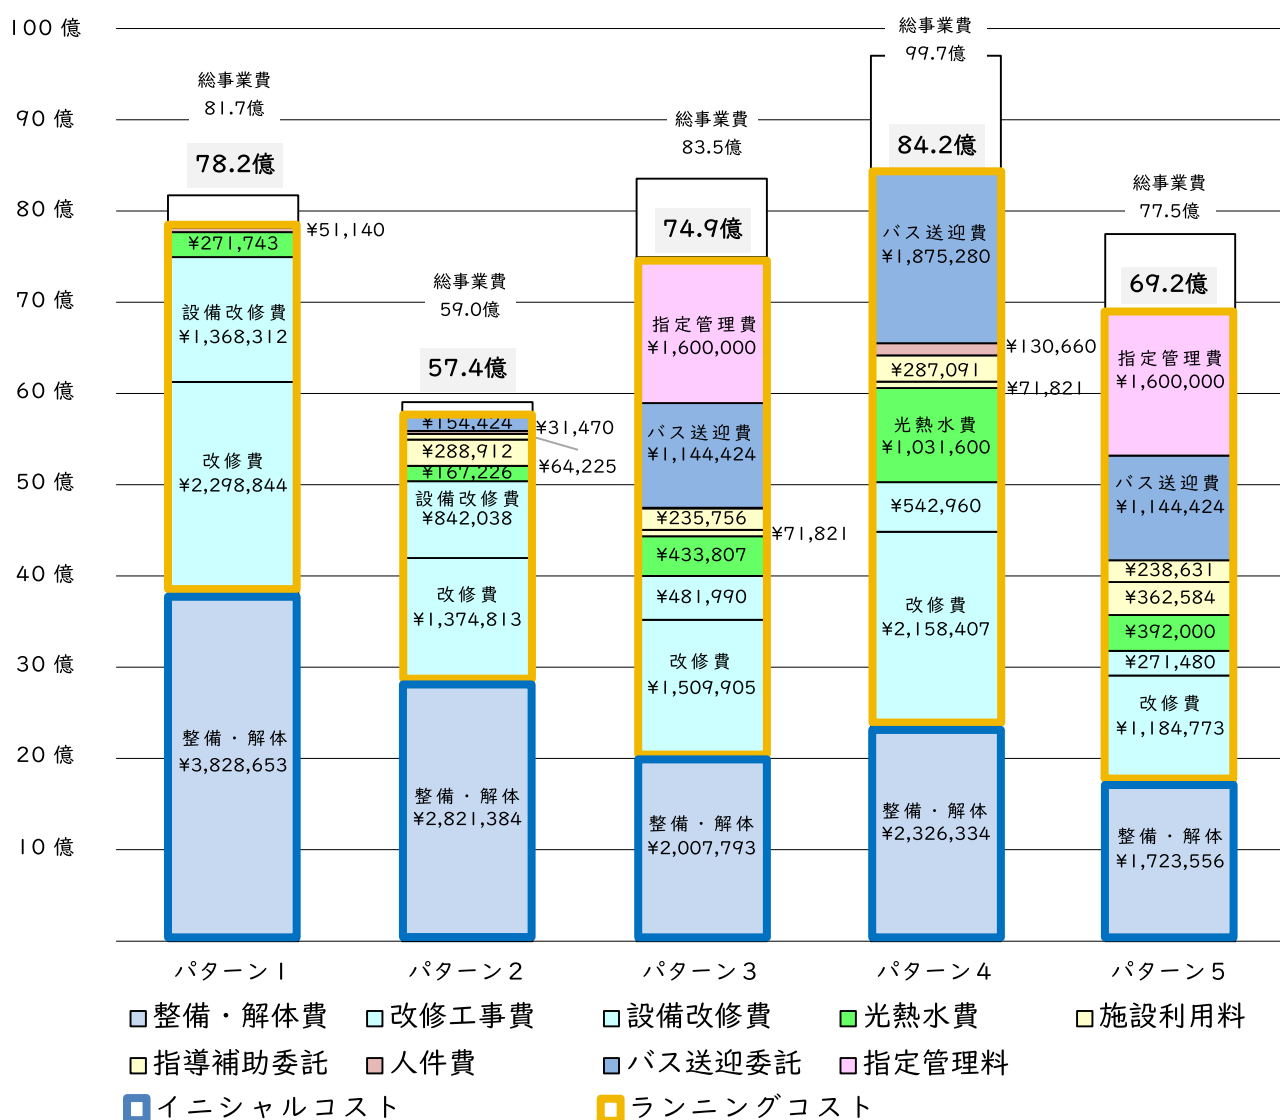 100 億
90 億
80 億
70 億
60 億
50 億
40 億
30 億
20 億
10 億
総事業費
81.7億
78.2億
¥51,140
¥271,743
設備改修費
¥1,368,312
改修費
¥2,298,844
整備・解体
¥3,828,653
パターン1
総事業費
59.0億
57.4億
¥154,424
¥31,470
¥288,912
¥64,225
¥167,226
設備改修費
¥842,038
改修費
¥1,374,813
整備・解体
¥2,821,384
パターン2
総事業費
83.5億
74.9億
指定管理費
¥1,600,000
バス送迎費
¥1,144,424
¥235,756
¥71,821
¥433,807
¥481,990
改修費
¥1,509,905
整備・解体
¥2,007,793
パターン3
総事業費
99.7億
84.2億
バス送迎費
¥1,875,280
¥130,660
¥287,091
¥71,821
光熱水費
¥1,031,600
¥542,960
改修費
¥2,158,407
整備・解体
¥2,326,334
パターン4
総事業費
77.5億
69.2億
指定管理費
¥1,600,000
バス送迎費
¥1,144,424
¥238,631
¥362,584
¥392,000
¥271,480
改修費
¥1,184,773
整備・解体
¥1,723,556
パターン5
整備・解体費 改修工事費 設備改修費 光熱水費 施設利用料
指導補助委託 人件費 バス送迎委託 指定管理料
イニシャルコスト ランニングコスト